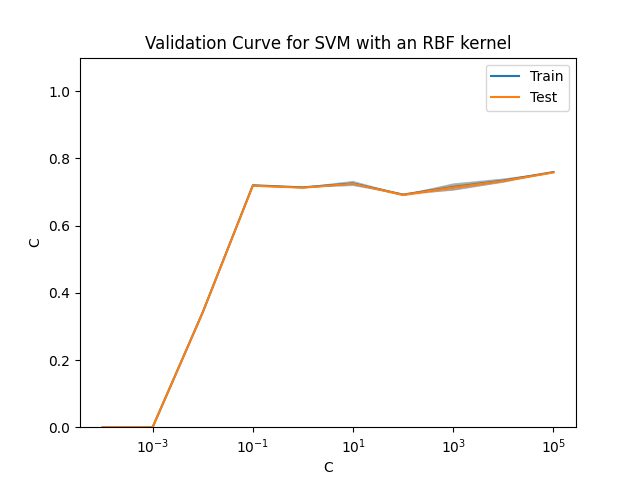 Validation Curve for SVM with an RBF kernel
Train
Test
1.0
0.8
0.6
0.4
0.2
0.0
C
10⁻³
10⁻¹
10¹
10³
10⁵
C